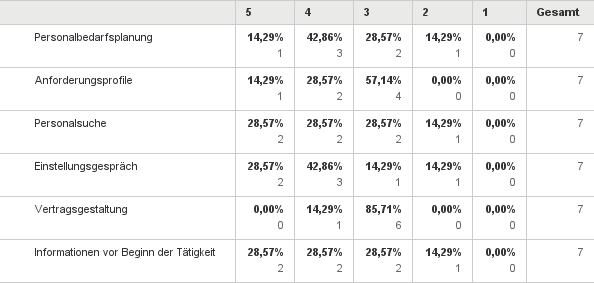 5 4 3 2 1 Gesamt
Personalbedarfsplanung 14,29% 42,86% 28,57% 14,29% 0,00% 7
1 3 2 1 0
Anforderungsprofile 14,29% 28,57% 57,14% 0,00% 0,00% 7
1 2 4 0 0
Personalsuche 28,57% 28,57% 28,57% 14,29% 0,00% 7
2 2 2 1 0
Einstellungsgespräch 28,57% 42,86% 14,29% 14,29% 0,00% 7
2 3 1 1 0
Vertragsgestaltung 0,00% 14,29% 85,71% 0,00% 0,00% 7
0 1 6 0 0
Informationen vor Beginn der Tätigkeit 28,57% 28,57% 28,57% 14,29% 0,00% 7
2 2 2 1 0